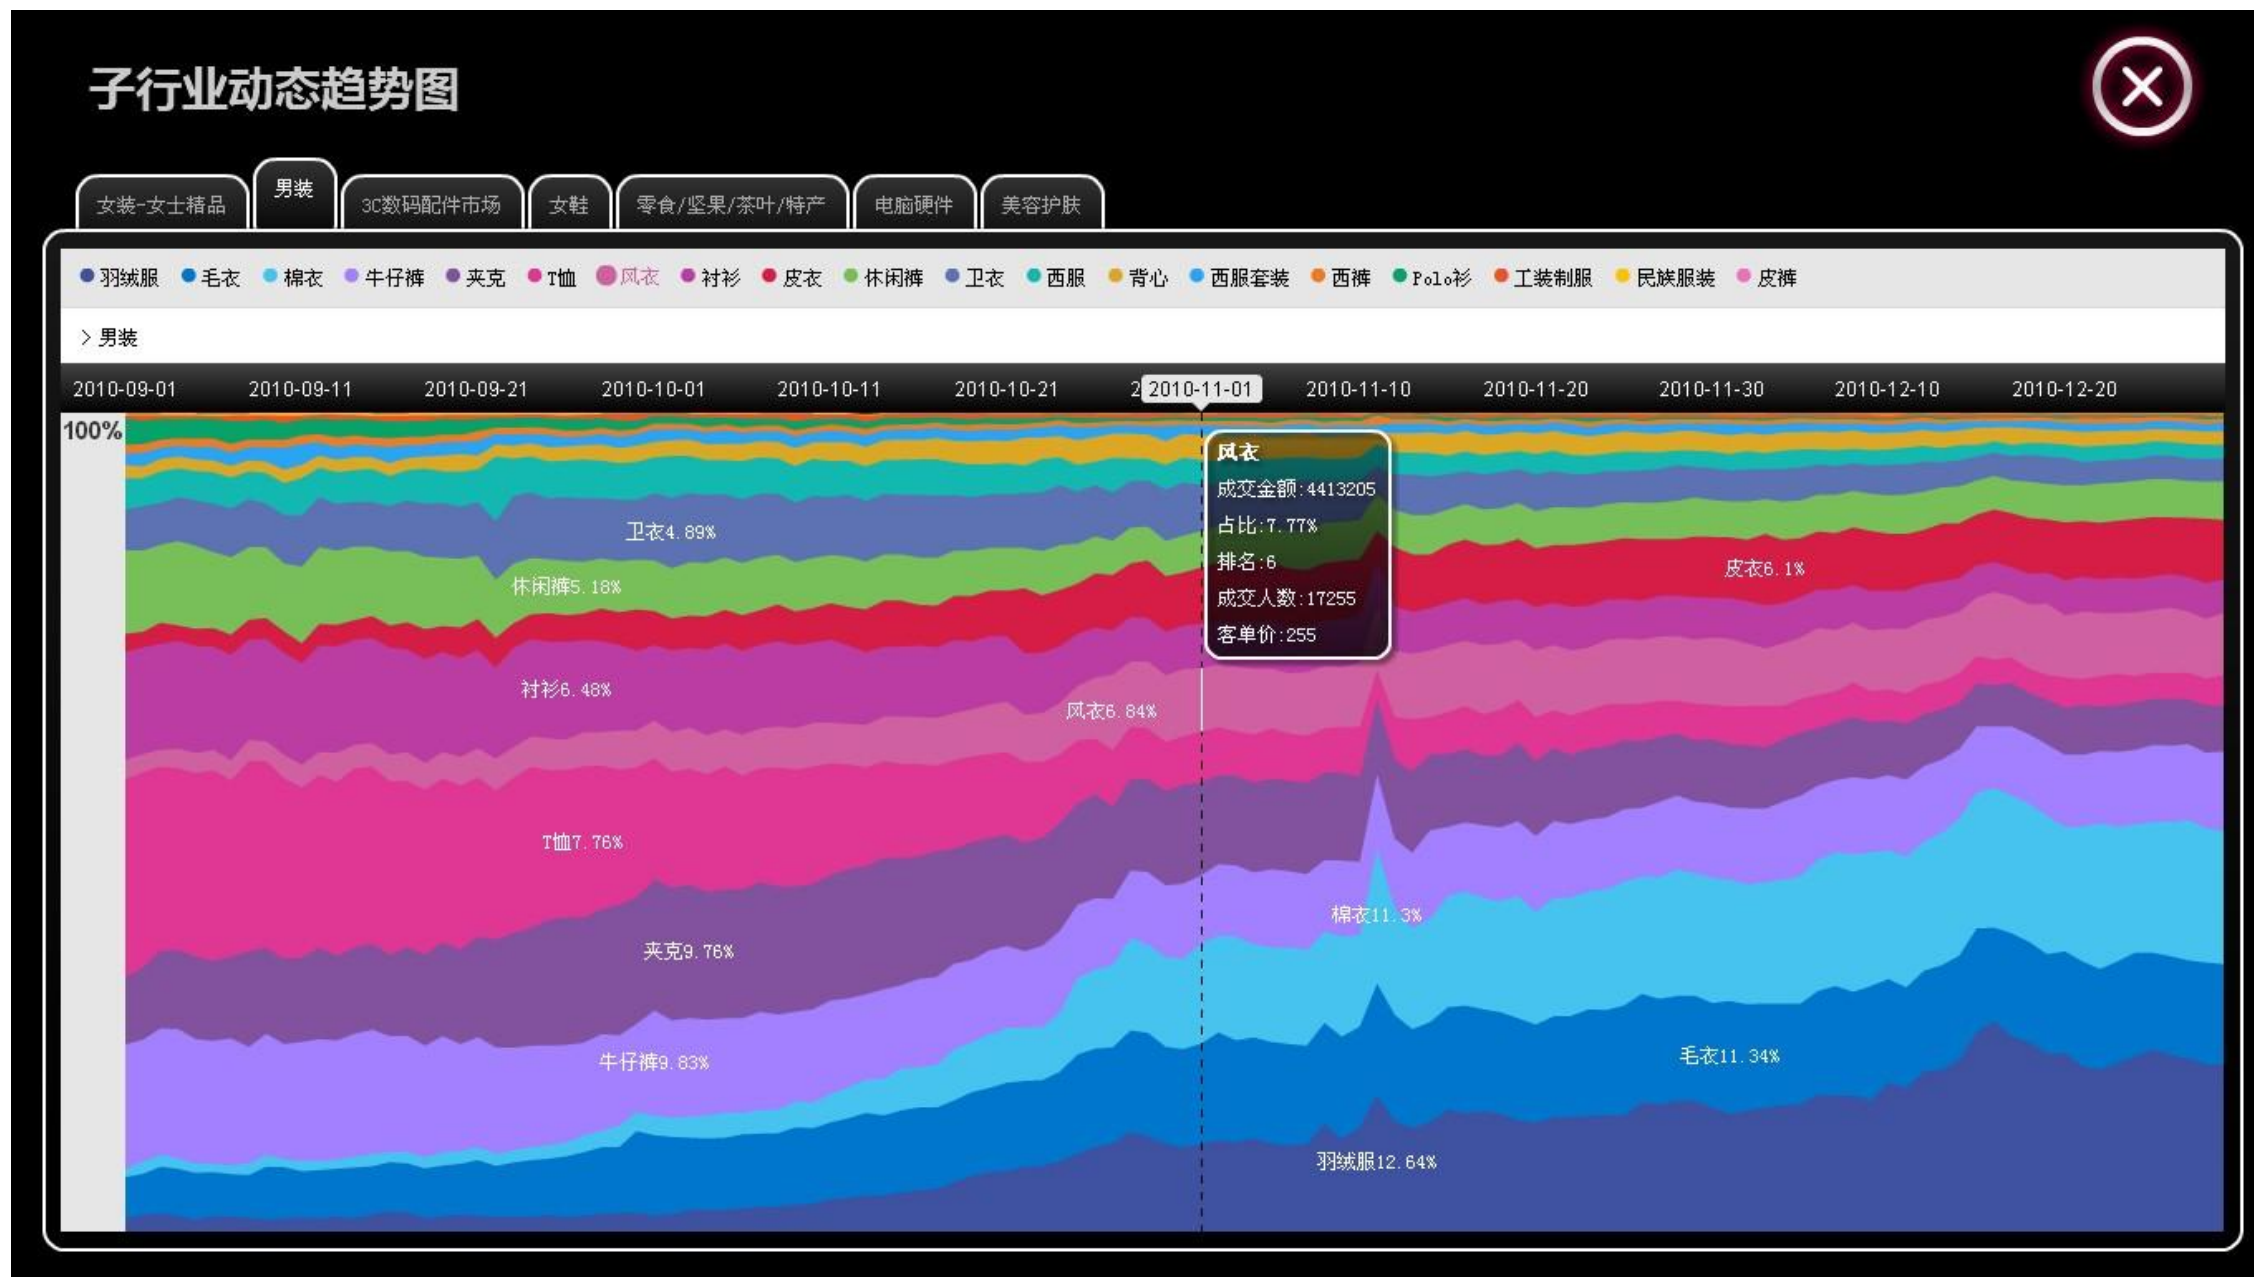 子行业动态趋势图
女装-女士精品 男装 3C数码配件市场 女鞋 零食/坚果/茶叶/特产 电脑硬件 美容护肤
羽绒服 毛衣 棉衣 牛仔裤 夹克 T恤 风衣 衬衫 皮衣 休闲裤 卫衣 西服 背心 西服套装 西裤 Polo衫 工装制服 民族服装 皮裤
> 男装
2010-09-01 2010-09-11 2010-09-21 2010-10-01 2010-10-11 2010-10-21 2 2010-11-01 2010-11-10 2010-11-20 2010-11-30 2010-12-10 2010-12-20
100%
风衣
成交金额:4413205
占比:7.77%
排名:6
成交人数:17255
客单价:255
卫衣4.89%
皮衣6.1%
休闲裤5.18%
衬衫6.48%
风衣6.84%
T恤7.76%
棉衣11.3%
夹克9.76%
毛衣11.34%
牛仔裤9.83%
羽绒服12.64%